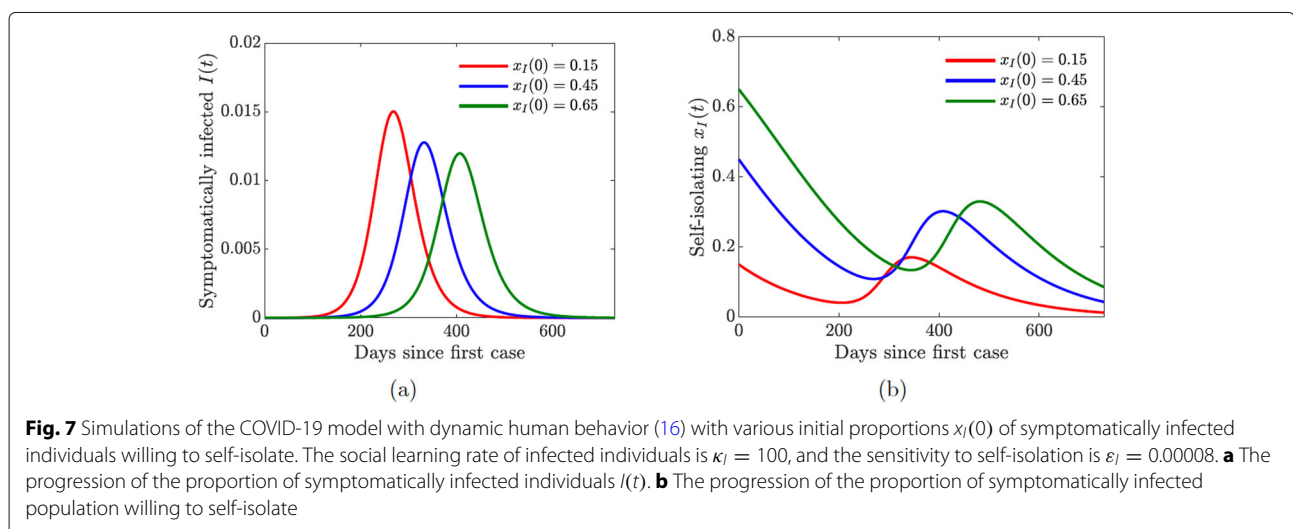 0.02
0.015
0.01
0.005
0
0
200
400
600
Symptomatically infected I(t)
Days since first case
x_I(0) = 0.15
x_I(0) = 0.45
x_I(0) = 0.65
(a)
0.8
0.6
0.4
0.2
0
0
200
400
600
Self-isolating x_I(t)
Days since first case
x_I(0) = 0.15
x_I(0) = 0.45
x_I(0) = 0.65
(b)
Fig. 7 Simulations of the COVID-19 model with dynamic human behavior (16) with various initial proportions x_I(0) of symptomatically infected
individuals willing to self-isolate. The social learning rate of infected individuals is κ_I = 100, and the sensitivity to self-isolation is ε_I = 0.00008. a The
progression of the proportion of symptomatically infected individuals I(t). b The progression of the proportion of symptomatically infected
population willing to self-isolate